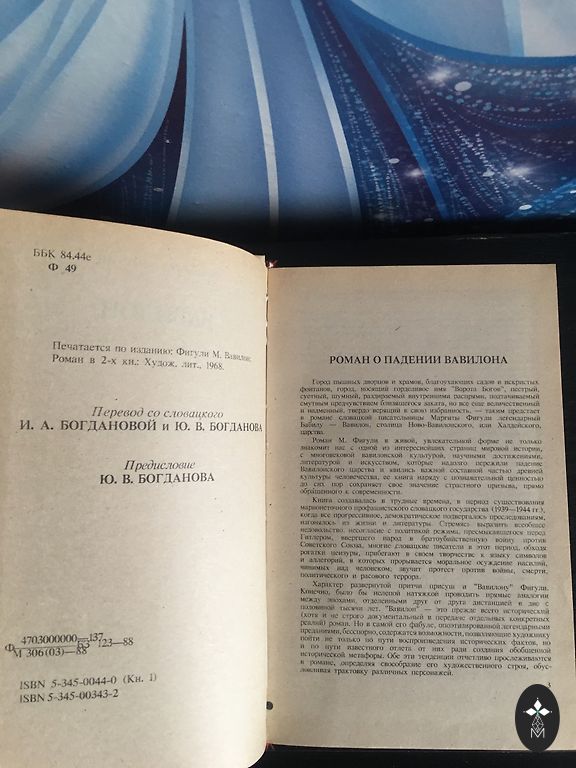 ББК 84.44е
Ф 49
Печатается по изданию: Фигули М. Вавилон:
Роман в 2-х кн.: Худож. лит., 1968.
Перевод со словацкого
И. А. БОГДАНОВОЙ и Ю. В. БОГДАНОВА
Предисловие
Ю. В. БОГДАНОВА
Ф 4703000000—137 123—88
М 306(03)—88
ISBN 5-345-0044-0 (Кн. 1)
ISBN 5-345-00343-2
РОМАН О ПАДЕНИИ ВАВИЛОНА
Город пышных дворцов и храмов, благоухающих садов и искристых
фонтанов, город, носящий горделивое имя "Ворота Богов", пестрый,
суетный, шумный, раздираемый внутренними распрями, подтачиваемый
смутным предчувствием близящегося заката, но все еще величественный
и надменный, твердо верящий в свою избранность, — таким предстает
в романе словацкой писательницы Маргиты Фигули легендарный
Бабилу — Вавилон, столица Ново-Вавилонского, или Халдейского,
царства.
Роман М. Фигули в живой, увлекательной форме не только
знакомит нас с одной из интереснейших страниц мировой истории,
с многовековой вавилонской культурой, научными достижениями,
литературой и искусством, которые надолго пережили падение
Вавилонского царства и явились важной составной частью древней
культуры человечества, ее книга наряду с познавательной ценностью
до сих пор сохраняет свое значение страстного призыва, прямо
обращенного к современности.
Книга создавалась в трудные времена, в период существования
марионеточного профашистского словацкого государства (1939—1944 гг.),
когда все прогрессивное, демократическое подвергалось преследованиям,
изгонялось из жизни и литературы. Стремясь выразить всеобщее
недовольство, несогласие с политикой режима, пресмыкавшегося перед
Гитлером, ввергшего народ в братоубийственную войну против
Советского Союза, многие словацкие писатели в этот период, обходя
рогатки цензуры, прибегают в своем творчестве к языку символов
и аллегорий, в которых прорывается моральное осуждение насилий,
чинимых над человеком, звучит протест против войны, смерти,
политического и расового террора.
Характер развернутой притчи присущ и "Вавилону" Фигули.
Конечно, было бы нелепой натяжкой проводить прямые аналогии
между эпохами, отделенными друг от друга дистанцией в две с
половиной тысячи лет. "Вавилон" — это прежде всего исторический
(хотя и не строго документальный в передаче отдельных конкретных
реалий) роман. Но в самой его фабуле, опоэтизированной легендарными
преданиями, бесспорно, содержатся возможности, позволяющие художнику
пойти не только по пути воспроизведения исторических фактов, но
и по пути известного отлета от них ради создания обобщенной
исторической метафоры. Обе эти тенденции отчетливо прослеживаются
в романе, определяя своеобразие его художественного строя, обус-
ловливая трактовку различных персонажей.
3
М